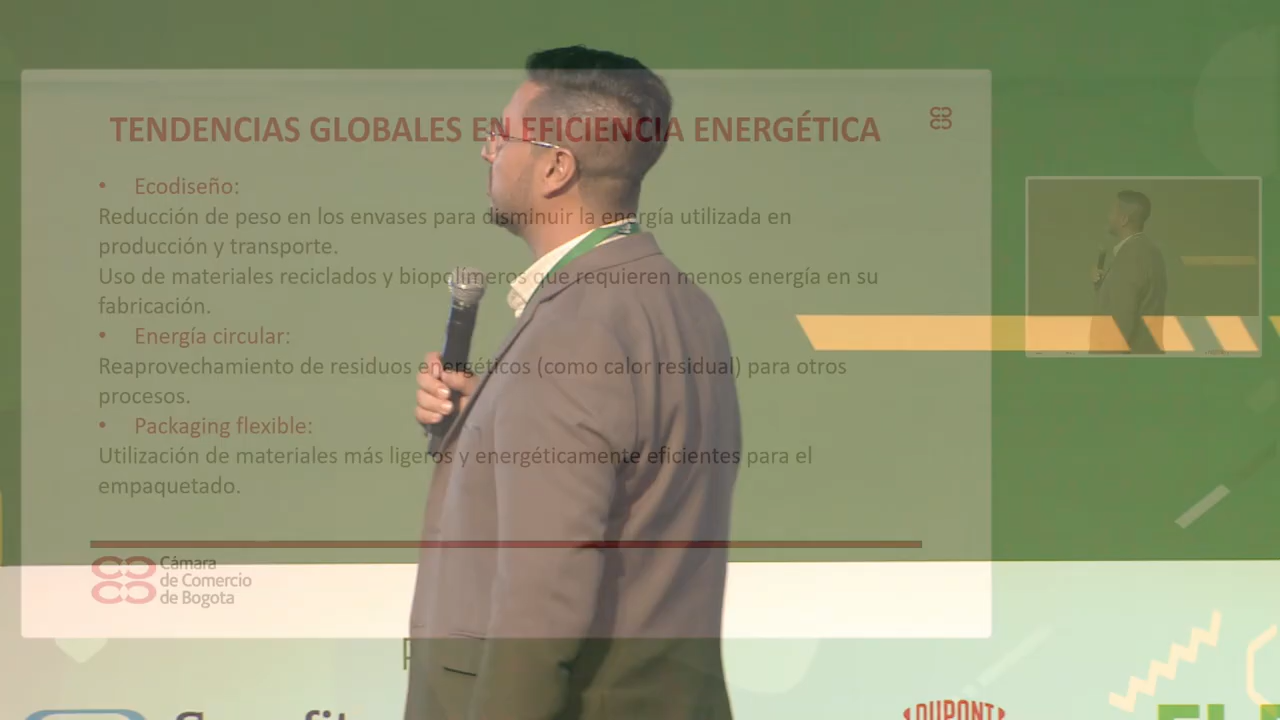 TENDENCIAS GLOBALES EN EFICIENCIA ENERGÉTICA
• Ecodiseño:
Reducción de peso en los envases para disminuir la energía utilizada en
producción y transporte.
Uso de materiales reciclados y biopolímeros que requieren menos energía en su
fabricación.
• Energía circular:
Reaprovechamiento de residuos energéticos (como calor residual) para otros
procesos.
• Packaging flexible:
Utilización de materiales más ligeros y energéticamente eficientes para el
empaquetado.
Cámara
de Comercio
de Bogota
DUPONT